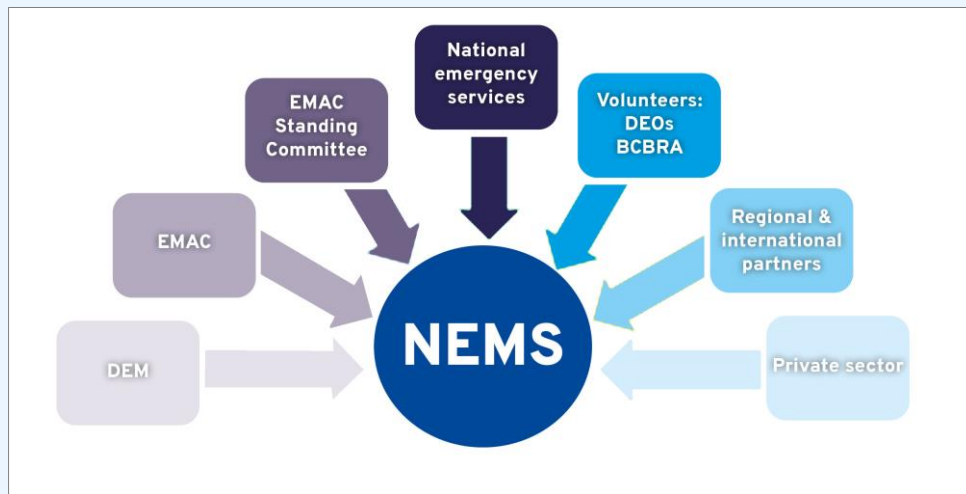 National
emergency
services
EMAC
Standing
Committee
Volunteers:
DEOs
BCBRA
EMAC
Regional &
international
partners
NEMS
DEM
Private sector